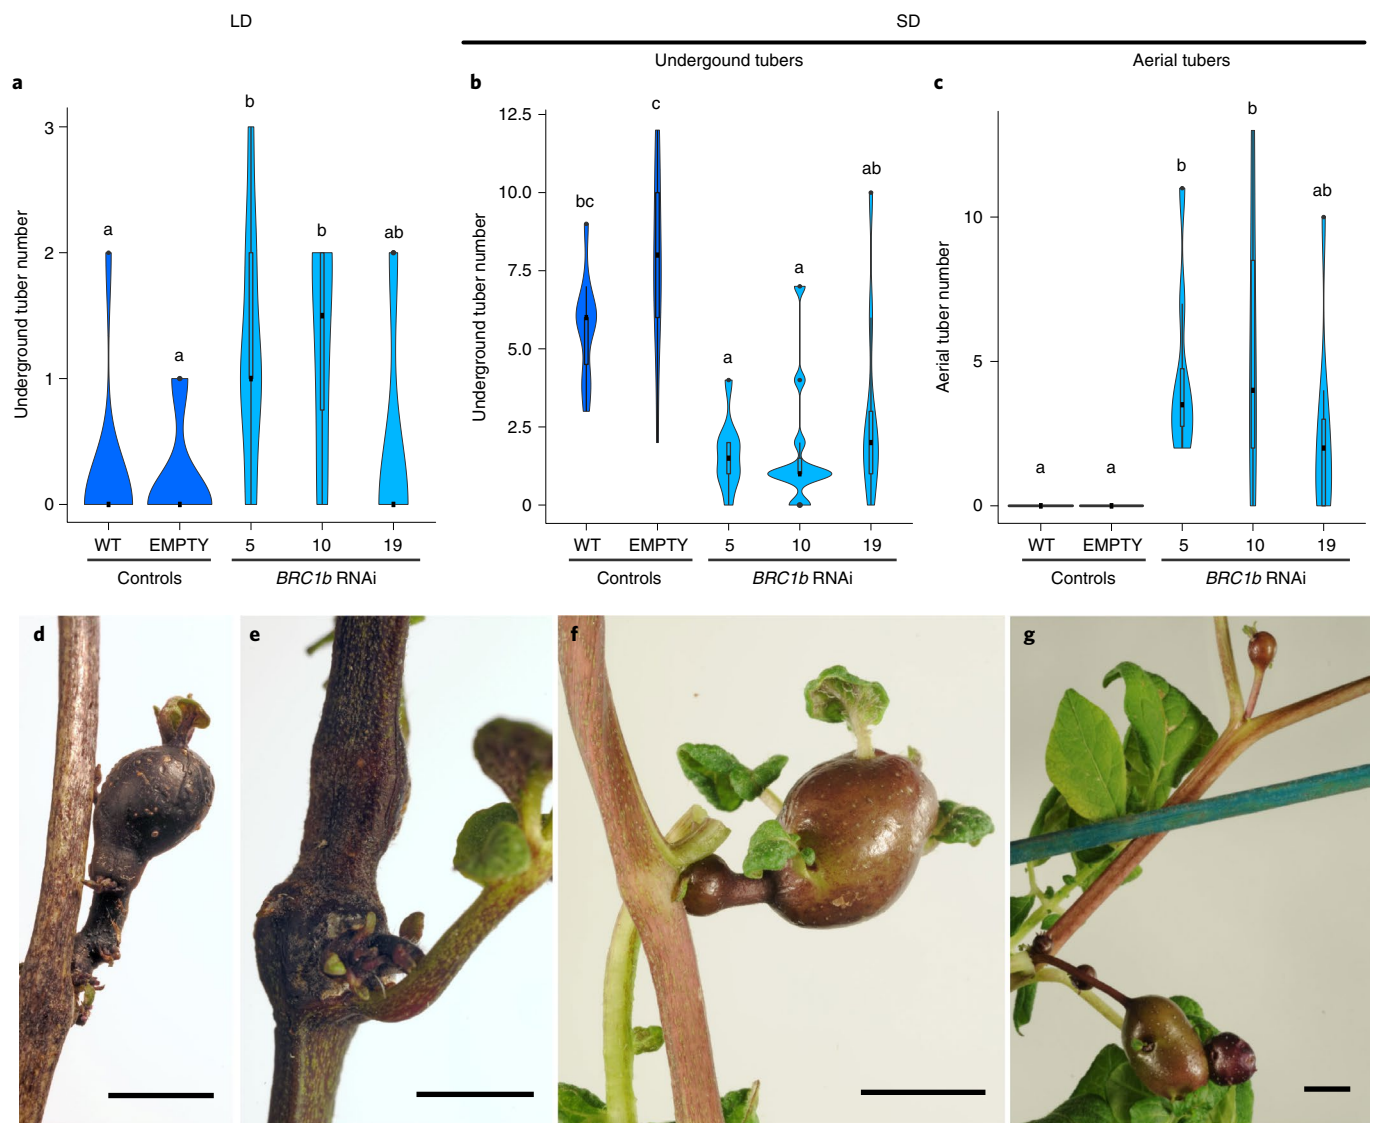 LD
SD
Undergound tubers
Aerial tubers
a
b
c
Underground tuber number
3
2
1
0
a
a
b
b
ab
WT
EMPTY
5
10
19
Controls
BRC1b RNAi
Underground tuber number
12.5
10.0
7.5
5.0
2.5
0
bc
c
a
a
ab
WT
EMPTY
5
10
19
Controls
BRC1b RNAi
Aerial tuber number
10
5
0
a
a
b
b
ab
WT
EMPTY
5
10
19
Controls
BRC1b RNAi
d
e
f
g